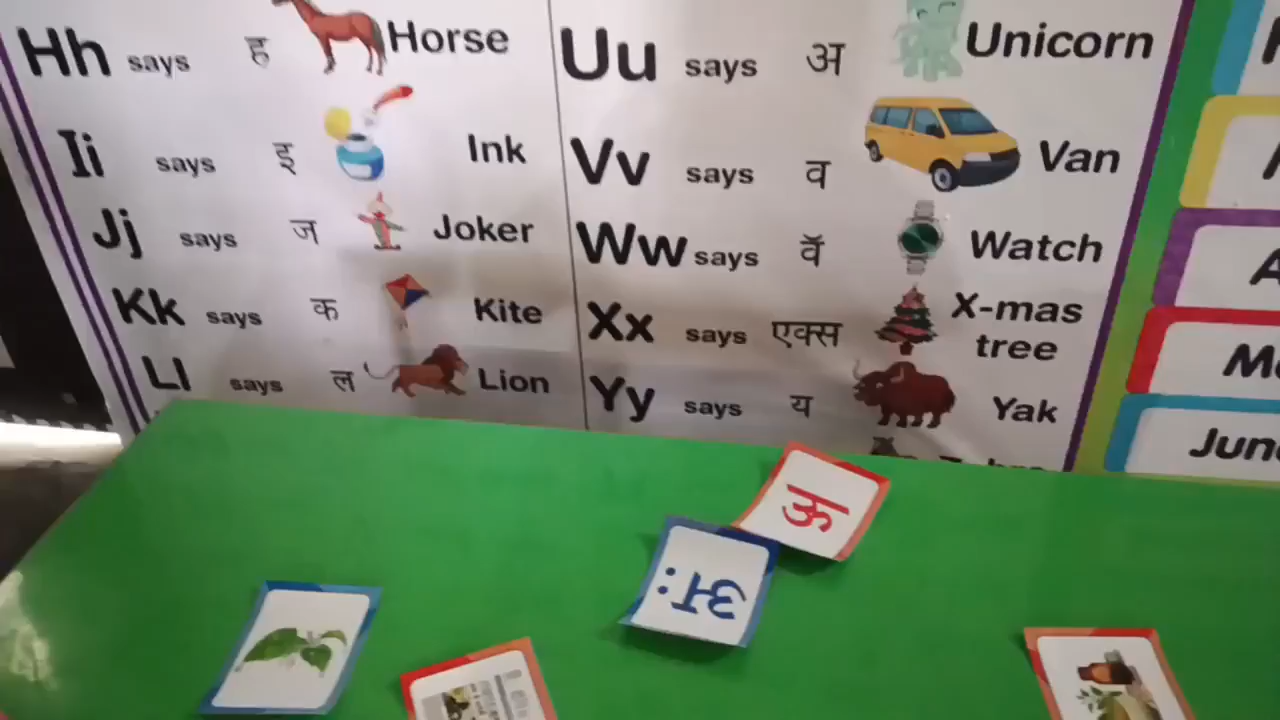 Hh says ह Horse
Ii says इ Ink
Jj says ज Joker
Kk says क Kite
Ll says ल Lion
Uu says अ Unicorn
Vv says व Van
Ww says वॅ Watch
Xx says एक्स X-mas tree
Yy says य Yak
ऊ
अः